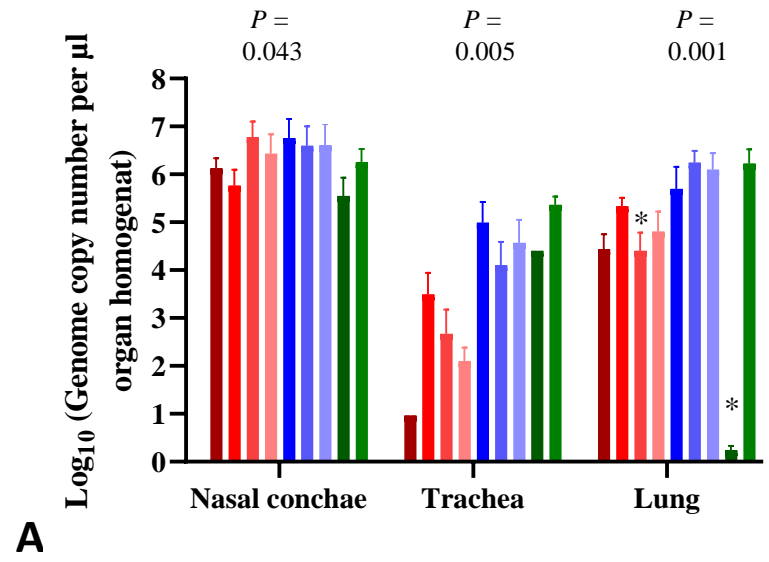 P =
0.043
P =
0.005
P =
0.001
Log10 (Genome copy number per µl
organ homogenat)
8
7
6
5
4
3
2
1
0
*
*
Nasal conchae
Trachea
Lung
A